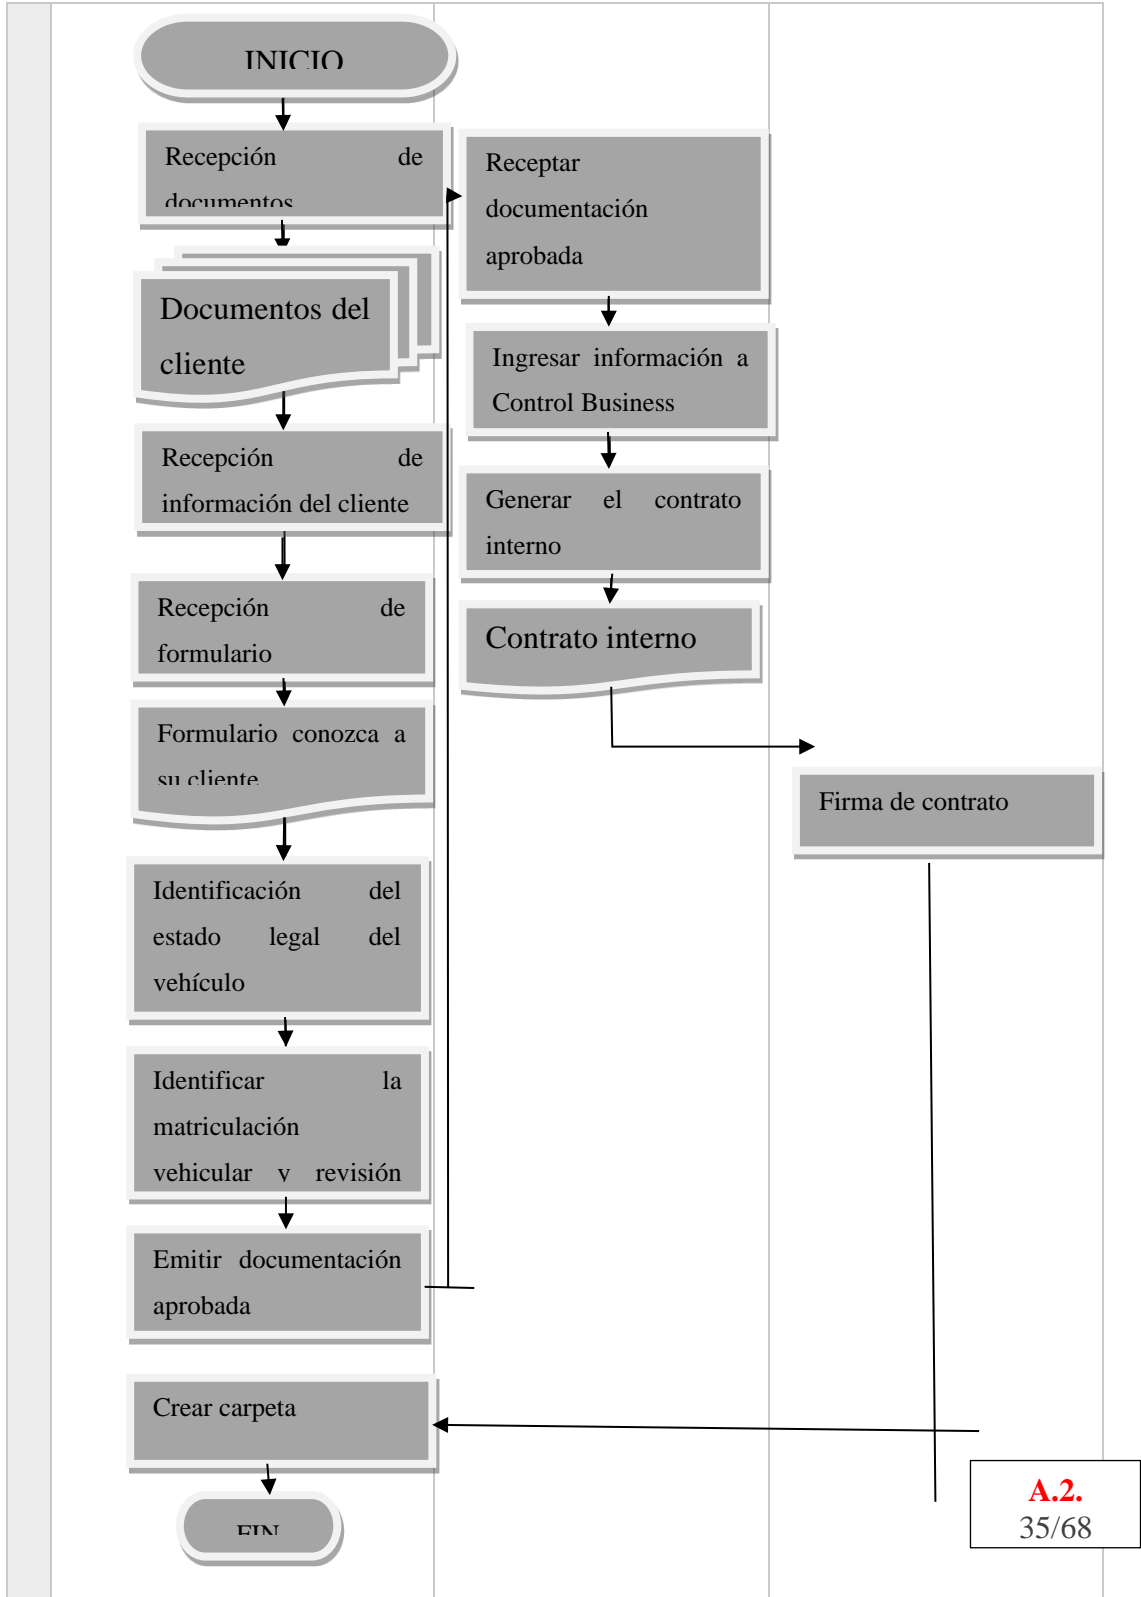 INICIO
Recepción de
documentos
Documentos del
cliente
Recepción de
información del cliente
Recepción de
formulario
Formulario conozca a
su cliente
Identificación del
estado legal del
vehículo
Identificar la
matriculación
vehicular y revisión
Emitir documentación
aprobada
Crear carpeta
FIN
Receptar
documentación
aprobada
Ingresar información a
Control Business
Generar el contrato
interno
Contrato interno
Firma de contrato
A.2.
35/68